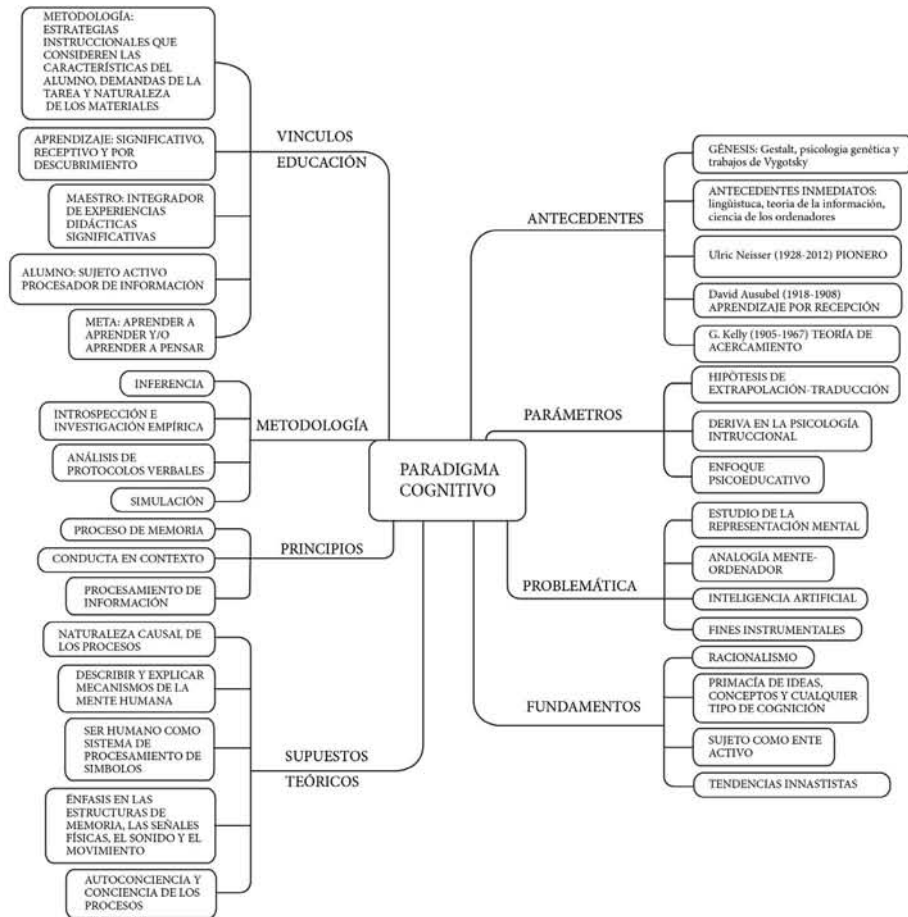 METODOLOGÍA:
ESTRATEGIAS
INSTRUCCIONALES QUE
CONSIDEREN LAS
CARACTERÍSTICAS DEL
ALUMNO, DEMANDAS DE LA
TAREA Y NATURALEZA
DE LOS MATERIALES
APRENDIZAJE: SIGNIFICATIVO,
RECEPTIVO Y POR
DESCUBRIMIENTO
MAESTRO: INTEGRADOR
DE EXPERIENCIAS
DIDÁCTICAS
SIGNIFICATIVAS
ALUMNO: SUJETO ACTIVO
PROCESADOR DE INFORMACIÓN
META: APRENDER A
APRENDER Y/O
APRENDER A PENSAR
VINCULOS
EDUCACIÓN
INFERENCIA
INTROSPECCIÓN E
INVESTIGACIÓN EMPÍRICA
ANÁLISIS DE
PROTOCOLOS VERBALES
SIMULACIÓN
METODOLOGÍA
PROCESO DE MEMORIA
CONDUCTA EN CONTEXTO
PROCESAMIENTO DE
INFORMACIÓN
PRINCIPIOS
NATURALEZA CAUSAL DE
LOS PROCESOS
DESCRIBIR Y EXPLICAR
MECANISMOS DE LA
MENTE HUMANA
SER HUMANO COMO
SISTEMA DE
PROCESAMIENTO DE
SIMBOLOS
ÉNFASIS EN LAS
ESTRUCTURAS DE
MEMORIA, LAS SEÑALES
FÍSICAS, EL SONIDO Y EL
MOVIMIENTO
AUTOCONCIENCIA Y
CONCIENCIA DE LOS
PROCESOS
SUPUESTOS
TEÓRICOS
PARADIGMA
COGNITIVO
ANTECEDENTES
GÉNESIS: Gestalt, psicologia genética y
trabajos de Vygotsky
ANTECEDENTES INMEDIATOS:
lingüistuca, teoria de la información,
ciencia de los ordenadores
Ulric Neisser (1928-2012) PIONERO
David Ausubel (1918-1908)
APRENDIZAJE POR RECEPCIÓN
G. Kelly (1905-1967) TEORÍA DE
ACERCAMIENTO
PARÁMETROS
HIPÒTESIS DE
EXTRAPOLACIÓN-TRADUCCIÓN
DERIVA EN LA PSICOLOGÍA
INTRUCCIONAL
ENFOQUE
PSICOEDUCATIVO
PROBLEMÁTICA
ESTUDIO DE LA
REPRESENTACIÓN MENTAL
ANALOGÍA MENTE-
ORDENADOR
INTELIGENCIA ARTIFICIAL
FINES INSTRUMENTALES
FUNDAMENTOS
RACIONALISMO
PRIMACÍA DE IDEAS,
CONCEPTOS Y CUALQUIER
TIPO DE COGNICIÓN
SUJETO COMO ENTE
ACTIVO
TENDENCIAS INNASTISTAS